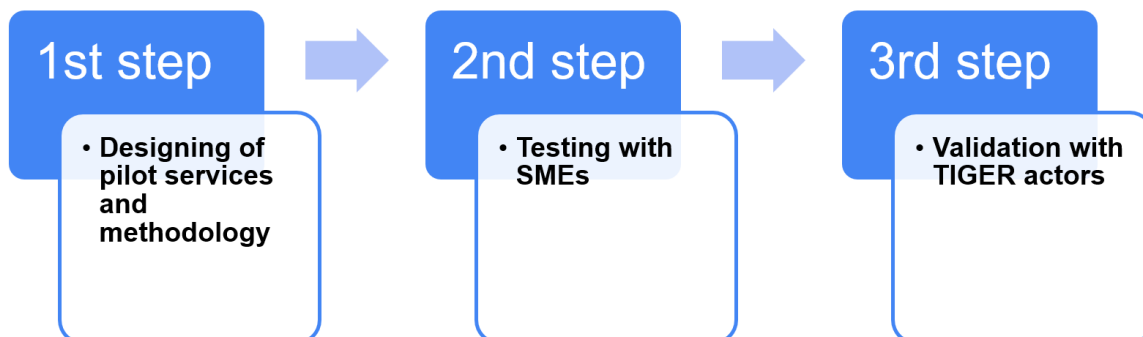 1st step
• Designing of
pilot services
and
methodology
2nd step
• Testing with
SMEs
3rd step
• Validation with
TIGER actors